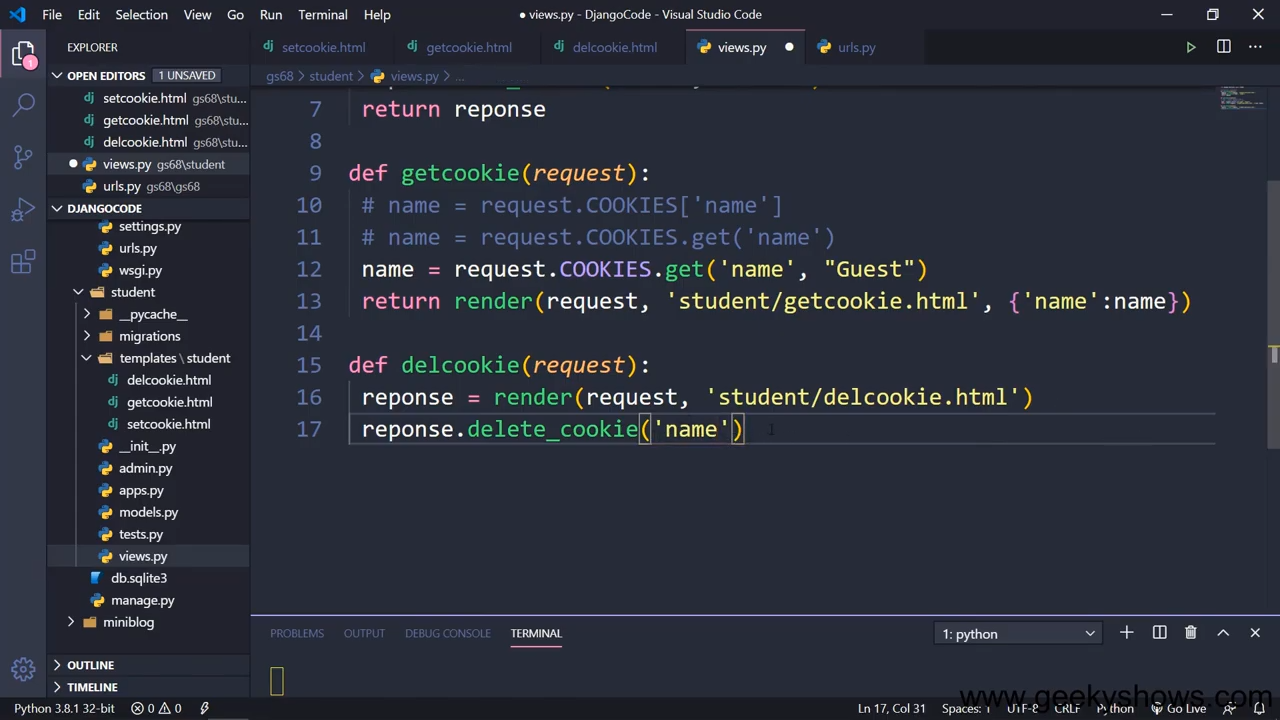 File Edit Selection View Go Run Terminal Help
● views.py - DjangoCode - Visual Studio Code
EXPLORER
setcookie.html getcookie.html delcookie.html views.py urls.py
OPEN EDITORS 1 UNSAVED
setcookie.html gs68\stu...
getcookie.html gs68\stu...
delcookie.html gs68\stu...
views.py gs68\student
urls.py gs68\gs68
DJANGOCODE
settings.py
urls.py
wsgi.py
student
__pycache__
migrations
templates \ student
delcookie.html
getcookie.html
setcookie.html
__init__.py
admin.py
apps.py
models.py
tests.py
views.py
db.sqlite3
manage.py
miniblog
OUTLINE
TIMELINE
1
gs68 > student > views.py > ...
7 return reponse
8
9 def getcookie(request):
10 # name = request.COOKIES['name']
11 # name = request.COOKIES.get('name')
12 name = request.COOKIES.get('name', "Guest")
13 return render(request, 'student/getcookie.html', {'name':name})
14
15 def delcookie(request):
16 reponse = render(request, 'student/delcookie.html')
17 reponse.delete_cookie('name')
PROBLEMS OUTPUT DEBUG CONSOLE TERMINAL 1: python
www.geekyshows.com
Python 3.8.1 32-bit 0 0 Ln 17, Col 31 Spaces: 1 UTF-8 CRLF Python Go Live